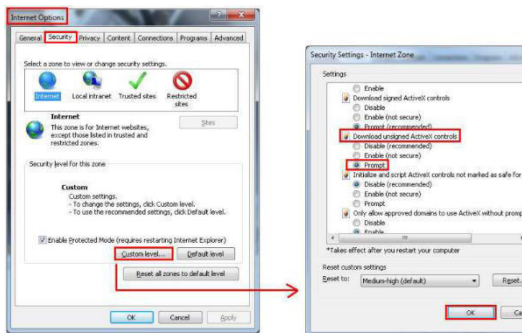 Internet Options
General Security Privacy Content Connections Programs Advanced
Select a zone to view or change security settings.
Internet Local intranet Trusted sites Restricted
sites
Internet
This zone is for Internet websites,
except those listed in trusted and
restricted zones.
Sites
Security level for this zone
Custom
Custom settings.
- To change the settings, click Custom level.
- To use the recommended settings, click Default level.
Enable Protected Mode (requires restarting Internet Explorer)
Custom level... Default level
Reset all zones to default level
OK Cancel Apply
Security Settings - Internet Zone
Settings
Enable
Download signed ActiveX controls
Disable
Enable (not secure)
Prompt (recommended)
Download unsigned ActiveX controls
Disable (recommended)
Enable (not secure)
Prompt
Initialize and script ActiveX controls not marked as safe for
Disable (recommended)
Enable (not secure)
Prompt
Only allow approved domains to use ActiveX without promp
Disable
Enable
*Takes effect after you restart your computer
Reset custom settings
Reset to: Medium-high (default) Reset..
OK Ca